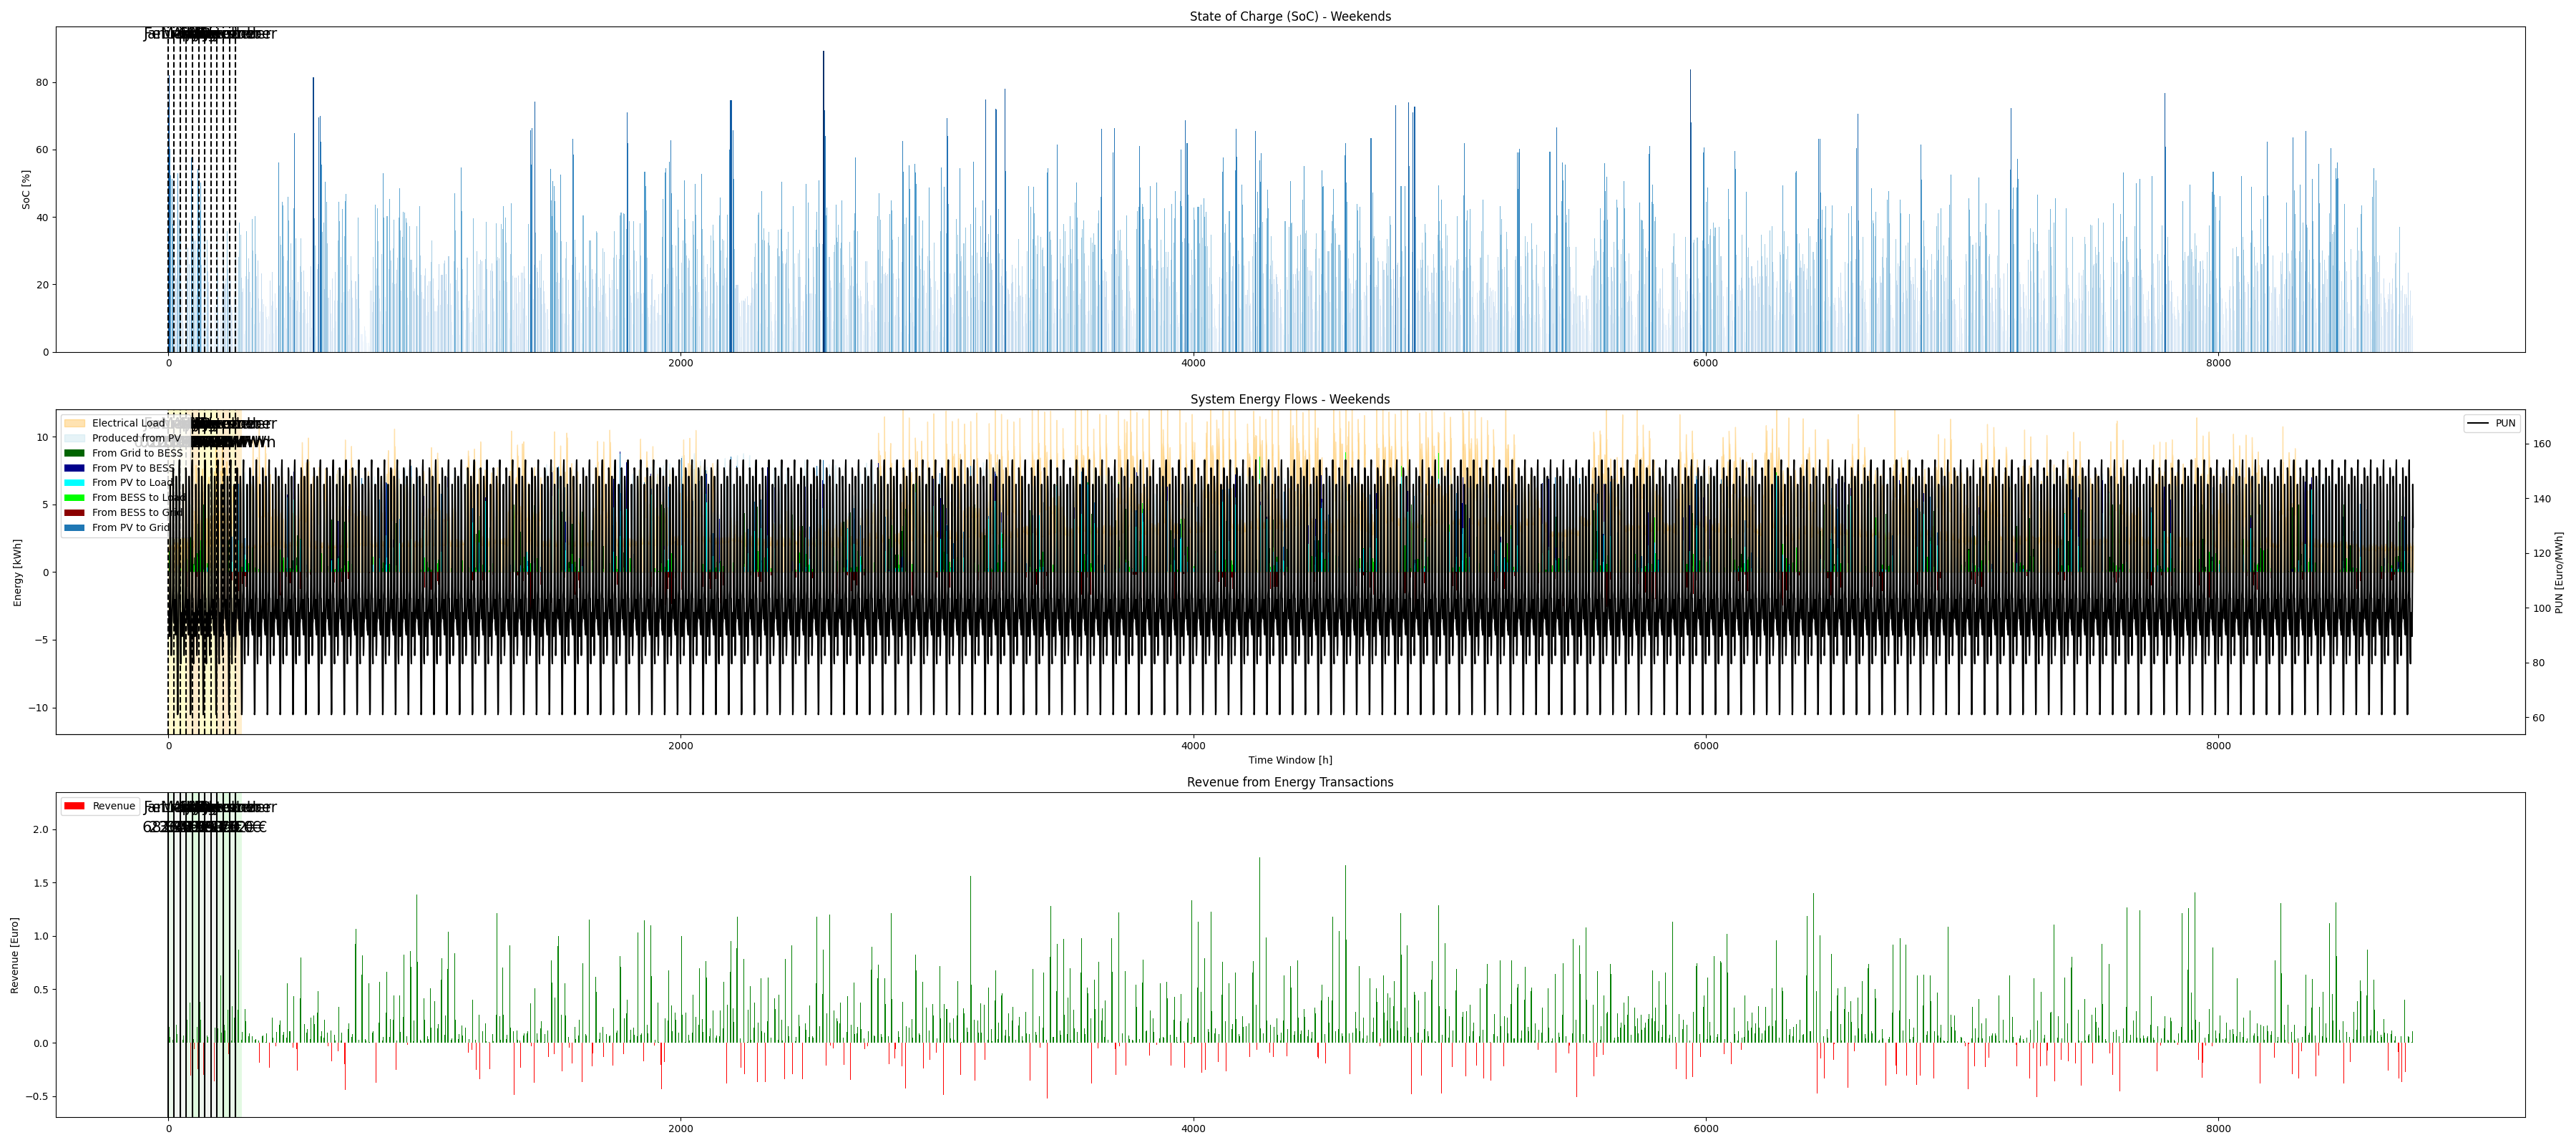 State of Charge (SoC) - Weekends
SoC [%]
80
60
40
20
0
0 2000 4000 6000 8000
System Energy Flows - Weekends
Electrical Load
Produced from PV
From Grid to BESS
From PV to BESS
From PV to Load
From BESS to Load
From BESS to Grid
From PV to Grid
PUN
Energy [kWh]
10
5
0
−5
−10
PUN [Euro/MWh]
160
140
120
100
80
60
0 2000 4000 6000 8000
Time Window [h]
Revenue from Energy Transactions
Revenue
Revenue [Euro]
2.0
1.5
1.0
0.5
0.0
−0.5
0 2000 4000 6000 8000